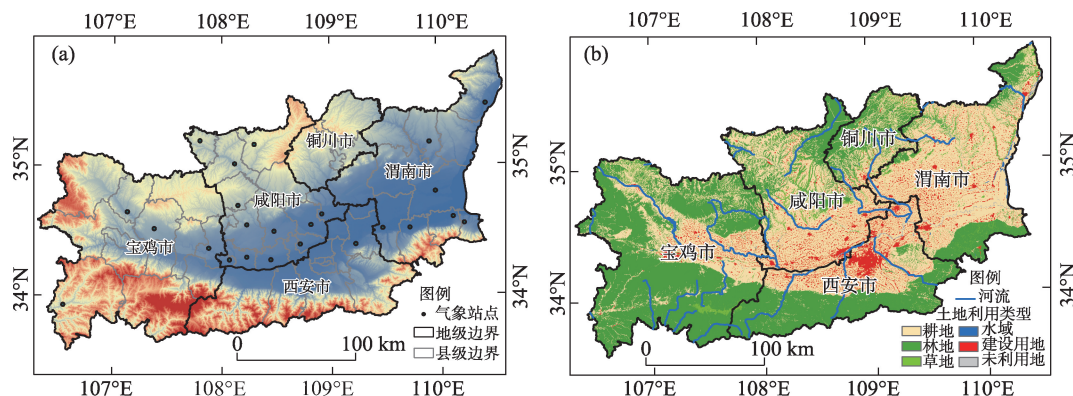 107°E 108°E 109°E 110°E
(a)
35°N
34°N
铜川市
渭南市
咸阳市
宝鸡市
西安市
35°N
34°N
图例
气象站点
地级边界
县级边界
0 100 km
107°E 108°E 109°E 110°E
107°E 108°E 109°E 110°E
(b)
35°N
34°N
铜川市
渭南市
咸阳市
宝鸡市
西安市
35°N
34°N
图例
河流
土地利用类型
耕地 水域
林地 建设用地
草地 未利用地
0 100 km
107°E 108°E 109°E 110°E